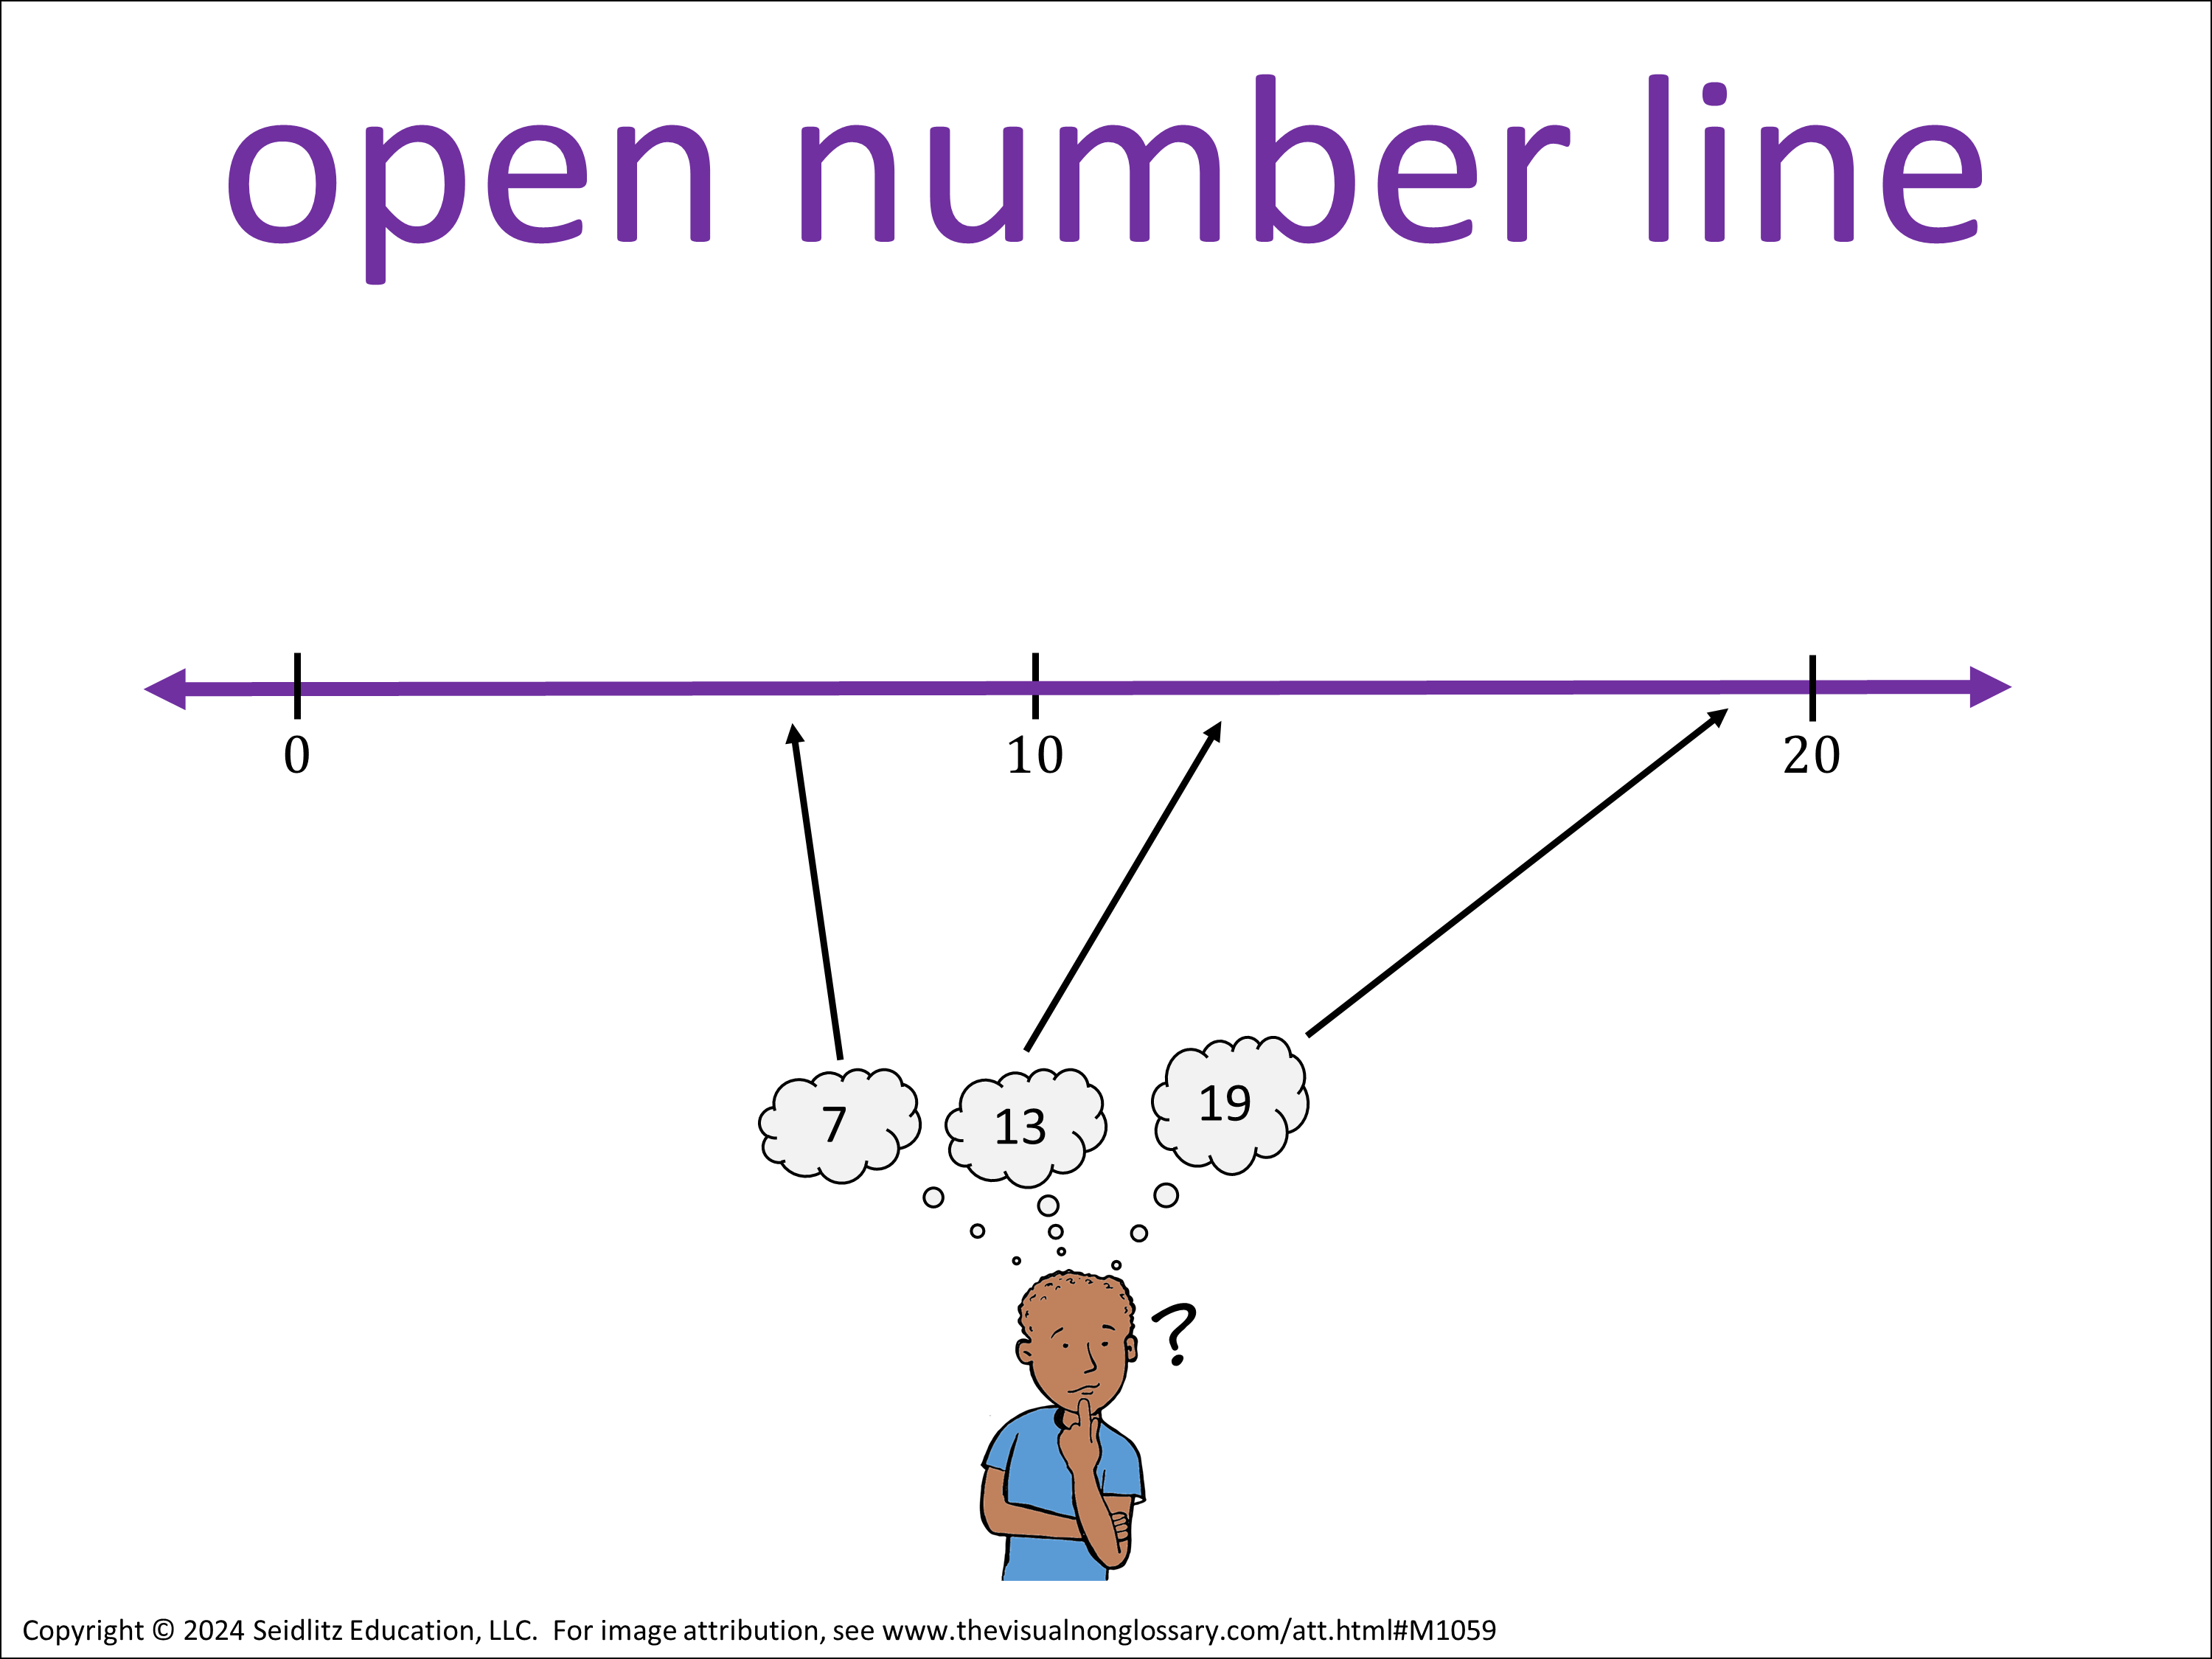 open number line
0 10 20
7 13 19
?
Copyright © 2024 Seidlitz Education, LLC.  For image attribution, see www.thevisualnonglossary.com/att.html#M1059